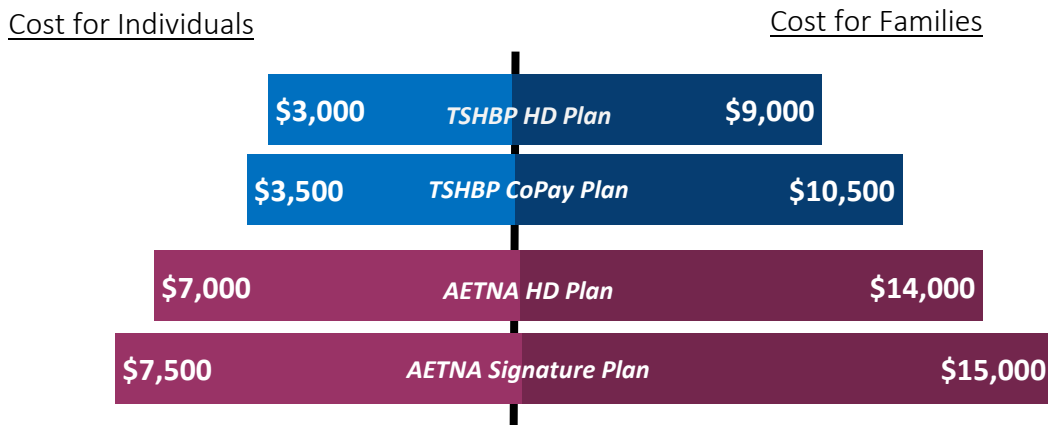 Cost for Individuals
Cost for Families
$3,000 TSHBP HD Plan $9,000
$3,500 TSHBP CoPay Plan $10,500
$7,000 AETNA HD Plan $14,000
$7,500 AETNA Signature Plan $15,000